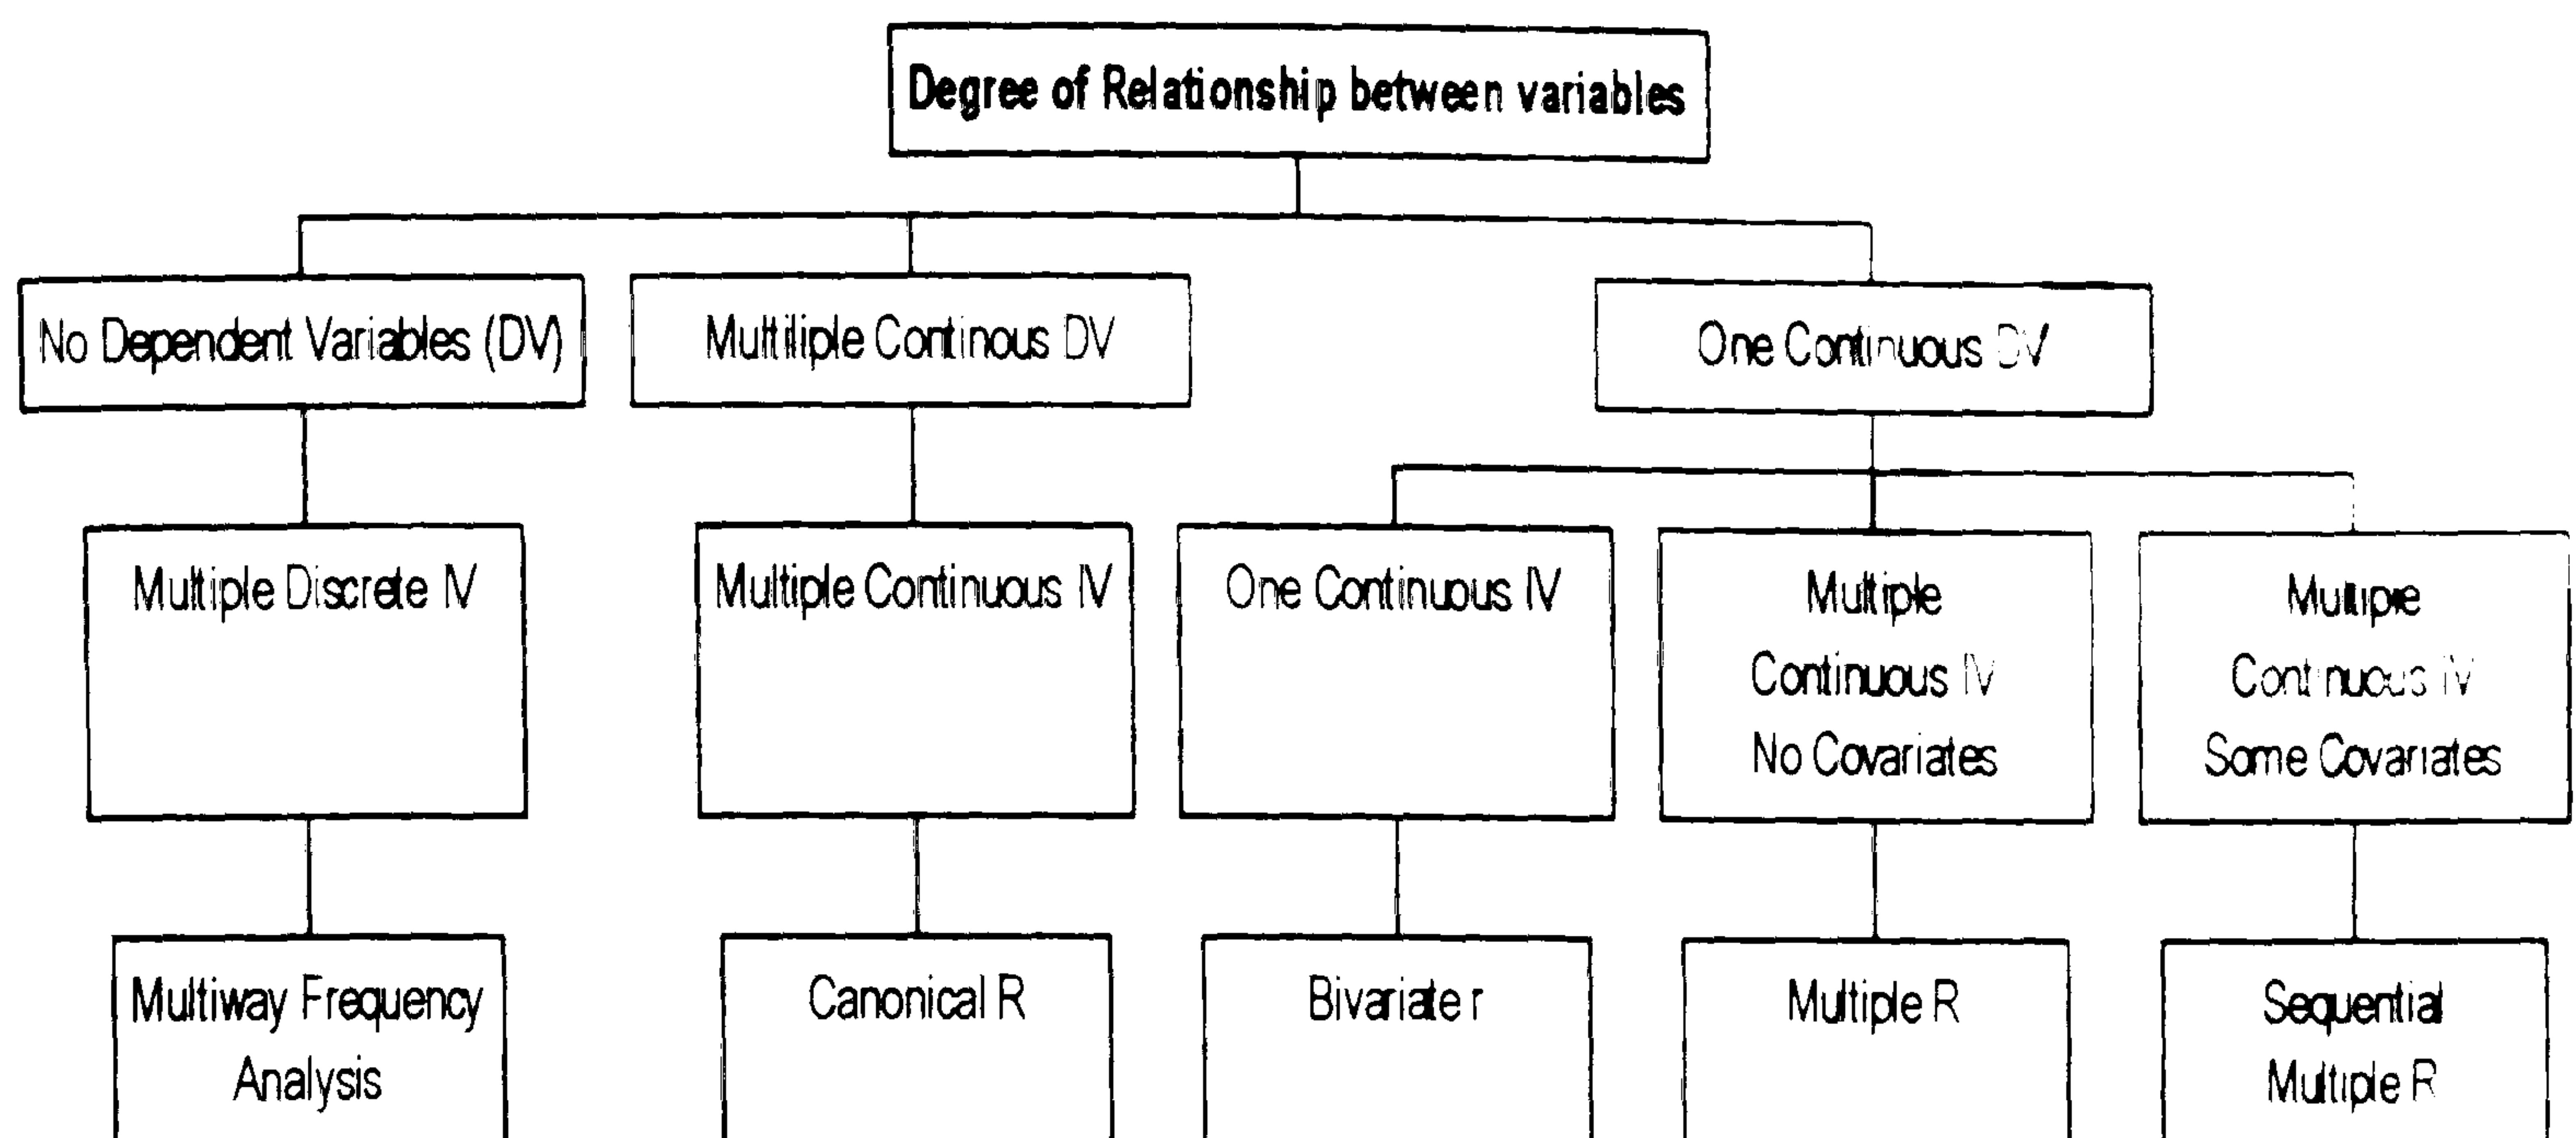 Degree of Relationship between variables
No Dependent Variables (DV)
Multiliple Continous DV
One Continuous DV
Multiple Discrete IV
Multiple Continuous IV
One Continuous IV
Multiple
Continuous IV
No Covariates
Multiple
Continuous IV
Some Covariates
Multiway Frequency
Analysis
Canonical R
Bivariate r
Multiple R
Sequential
Multiple R